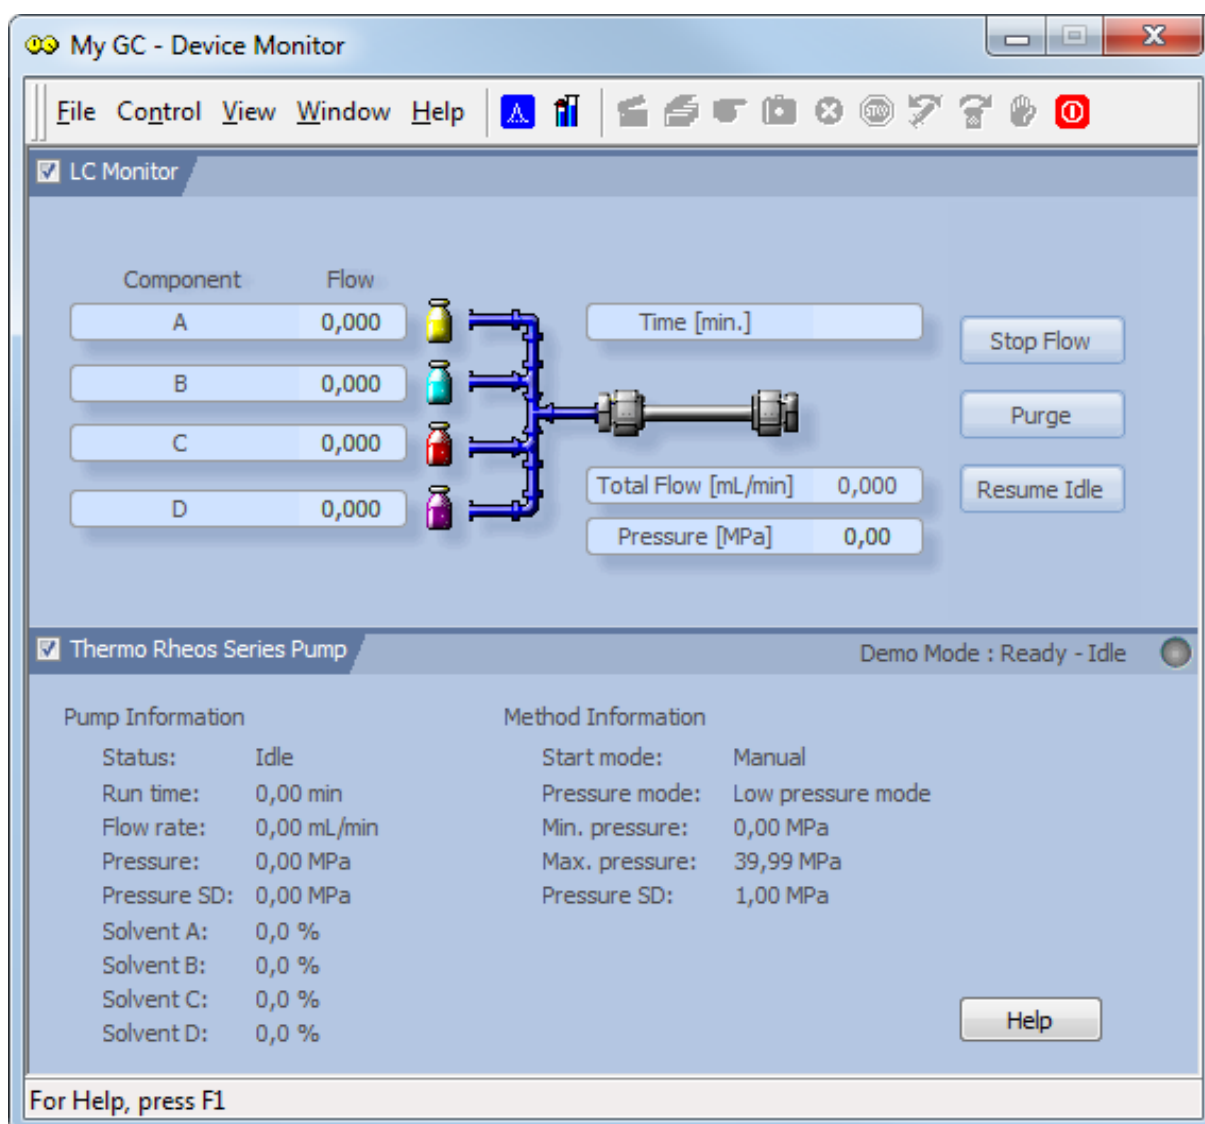 My GC - Device Monitor
File Control View Window Help
LC Monitor
Component Flow
A 0,000 Time [min.]
Stop Flow
B 0,000
Purge
C 0,000
Total Flow [mL/min] 0,000 Resume Idle
D 0,000
Pressure [MPa] 0,00
Thermo Rheos Series Pump Demo Mode : Ready - Idle
Pump Information Method Information
Status: Idle Start mode: Manual
Run time: 0,00 min Pressure mode: Low pressure mode
Flow rate: 0,00 mL/min Min. pressure: 0,00 MPa
Pressure: 0,00 MPa Max. pressure: 39,99 MPa
Pressure SD: 0,00 MPa Pressure SD: 1,00 MPa
Solvent A: 0,0 %
Solvent B: 0,0 %
Solvent C: 0,0 %
Solvent D: 0,0 %
Help
For Help, press F1